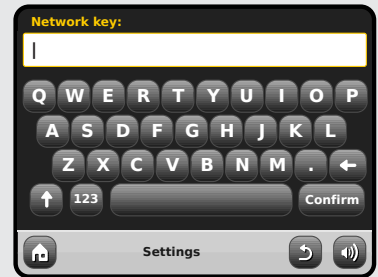 Network key:
Q W E R T Y U I O P
A S D F G H J K L
Z X C V B N M .
123 Confirm
Settings